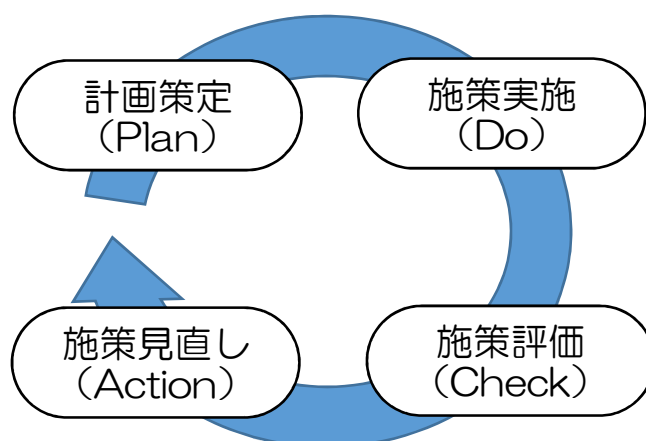 計画策定
（Plan）
施策実施
（Do）
施策見直し
（Action）
施策評価
（Check）